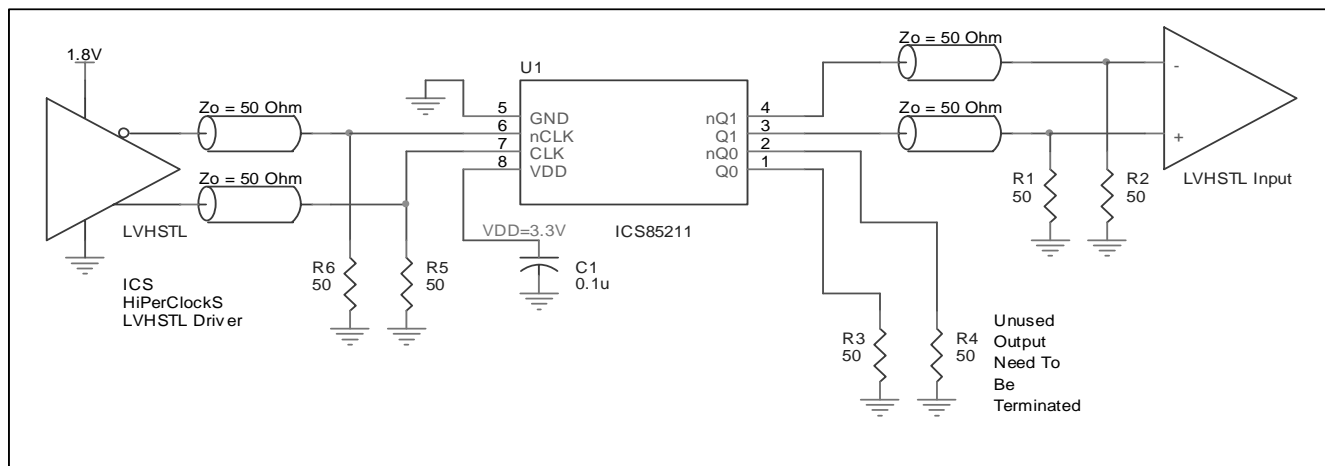 1.8V
Zo = 50 Ohm
Zo = 50 Ohm
LVHSTL
ICS
HiPerClockS
LVHSTL Driver
R6
50
R5
50
U1
5
6
7
8
GND
nCLK
CLK
VDD
nQ1
Q1
nQ0
Q0
4
3
2
1
VDD=3.3V
ICS85211
C1
0.1u
Zo = 50 Ohm
Zo = 50 Ohm
-
+
R1
50
R2
50
LVHSTL Input
R3
50
R4
50
Unused
Output
Need To
Be
Terminated